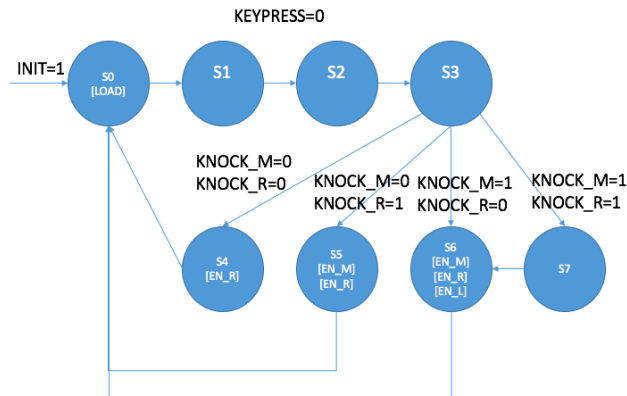 KEYPRESS=0
INIT=1
S0
[LOAD]
S1
S2
S3
KNOCK_M=0
KNOCK_R=0
KNOCK_M=0
KNOCK_R=1
KNOCK_M=1
KNOCK_R=0
KNOCK_M=1
KNOCK_R=1
S4
[EN_R]
S5
[EN_M]
[EN_R]
S6
[EN_M]
[EN_R]
[EN_L]
S7